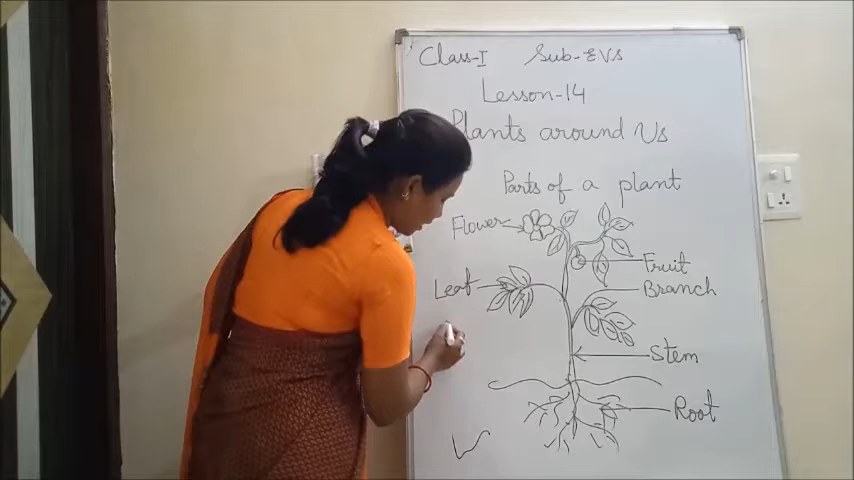 Class-I Sub-EVS
Lesson-14
Plants around Us
Parts of a plant
Flower
Fruit
Leaf
Branch
Stem
Root